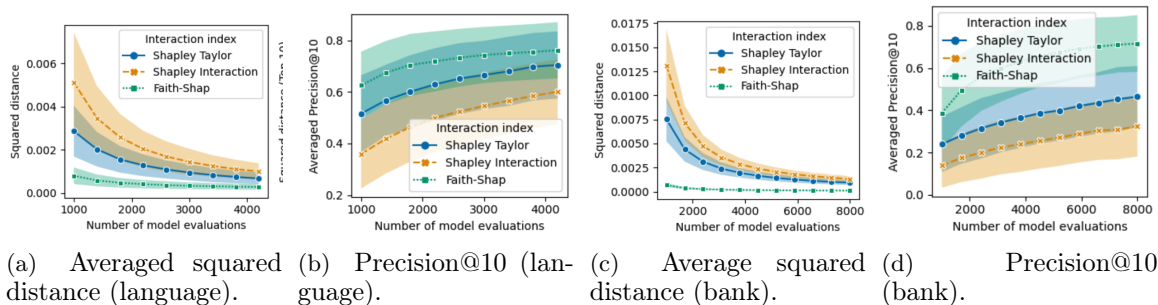 0.006
0.004
0.002
0.000
Squared distance
Interaction index
Shapley Taylor
Shapley Interaction
Faith-Shap
1000 2000 3000 4000
Number of model evaluations
(a) Averaged squared
distance (language).
0.8
0.6
0.4
0.2
Averaged Precision@10
Interaction index
Shapley Taylor
Shapley Interaction
Faith-Shap
1000 2000 3000 4000
Number of model evaluations
(b) Precision@10 (lan-
guage).
0.0175
0.0150
0.0125
0.0100
0.0075
0.0050
0.0025
0.0000
Squared distance
Interaction index
Shapley Taylor
Shapley Interaction
Faith-Shap
2000 4000 6000 8000
Number of model evaluations
(c) Average squared
distance (bank).
0.8
0.6
0.4
0.2
0.0
Averaged Precision@10
Interaction index
Shapley Taylor
Shapley Interaction
Faith-Shap
2000 4000 6000 8000
Number of model evaluations
(d) Precision@10
(bank).